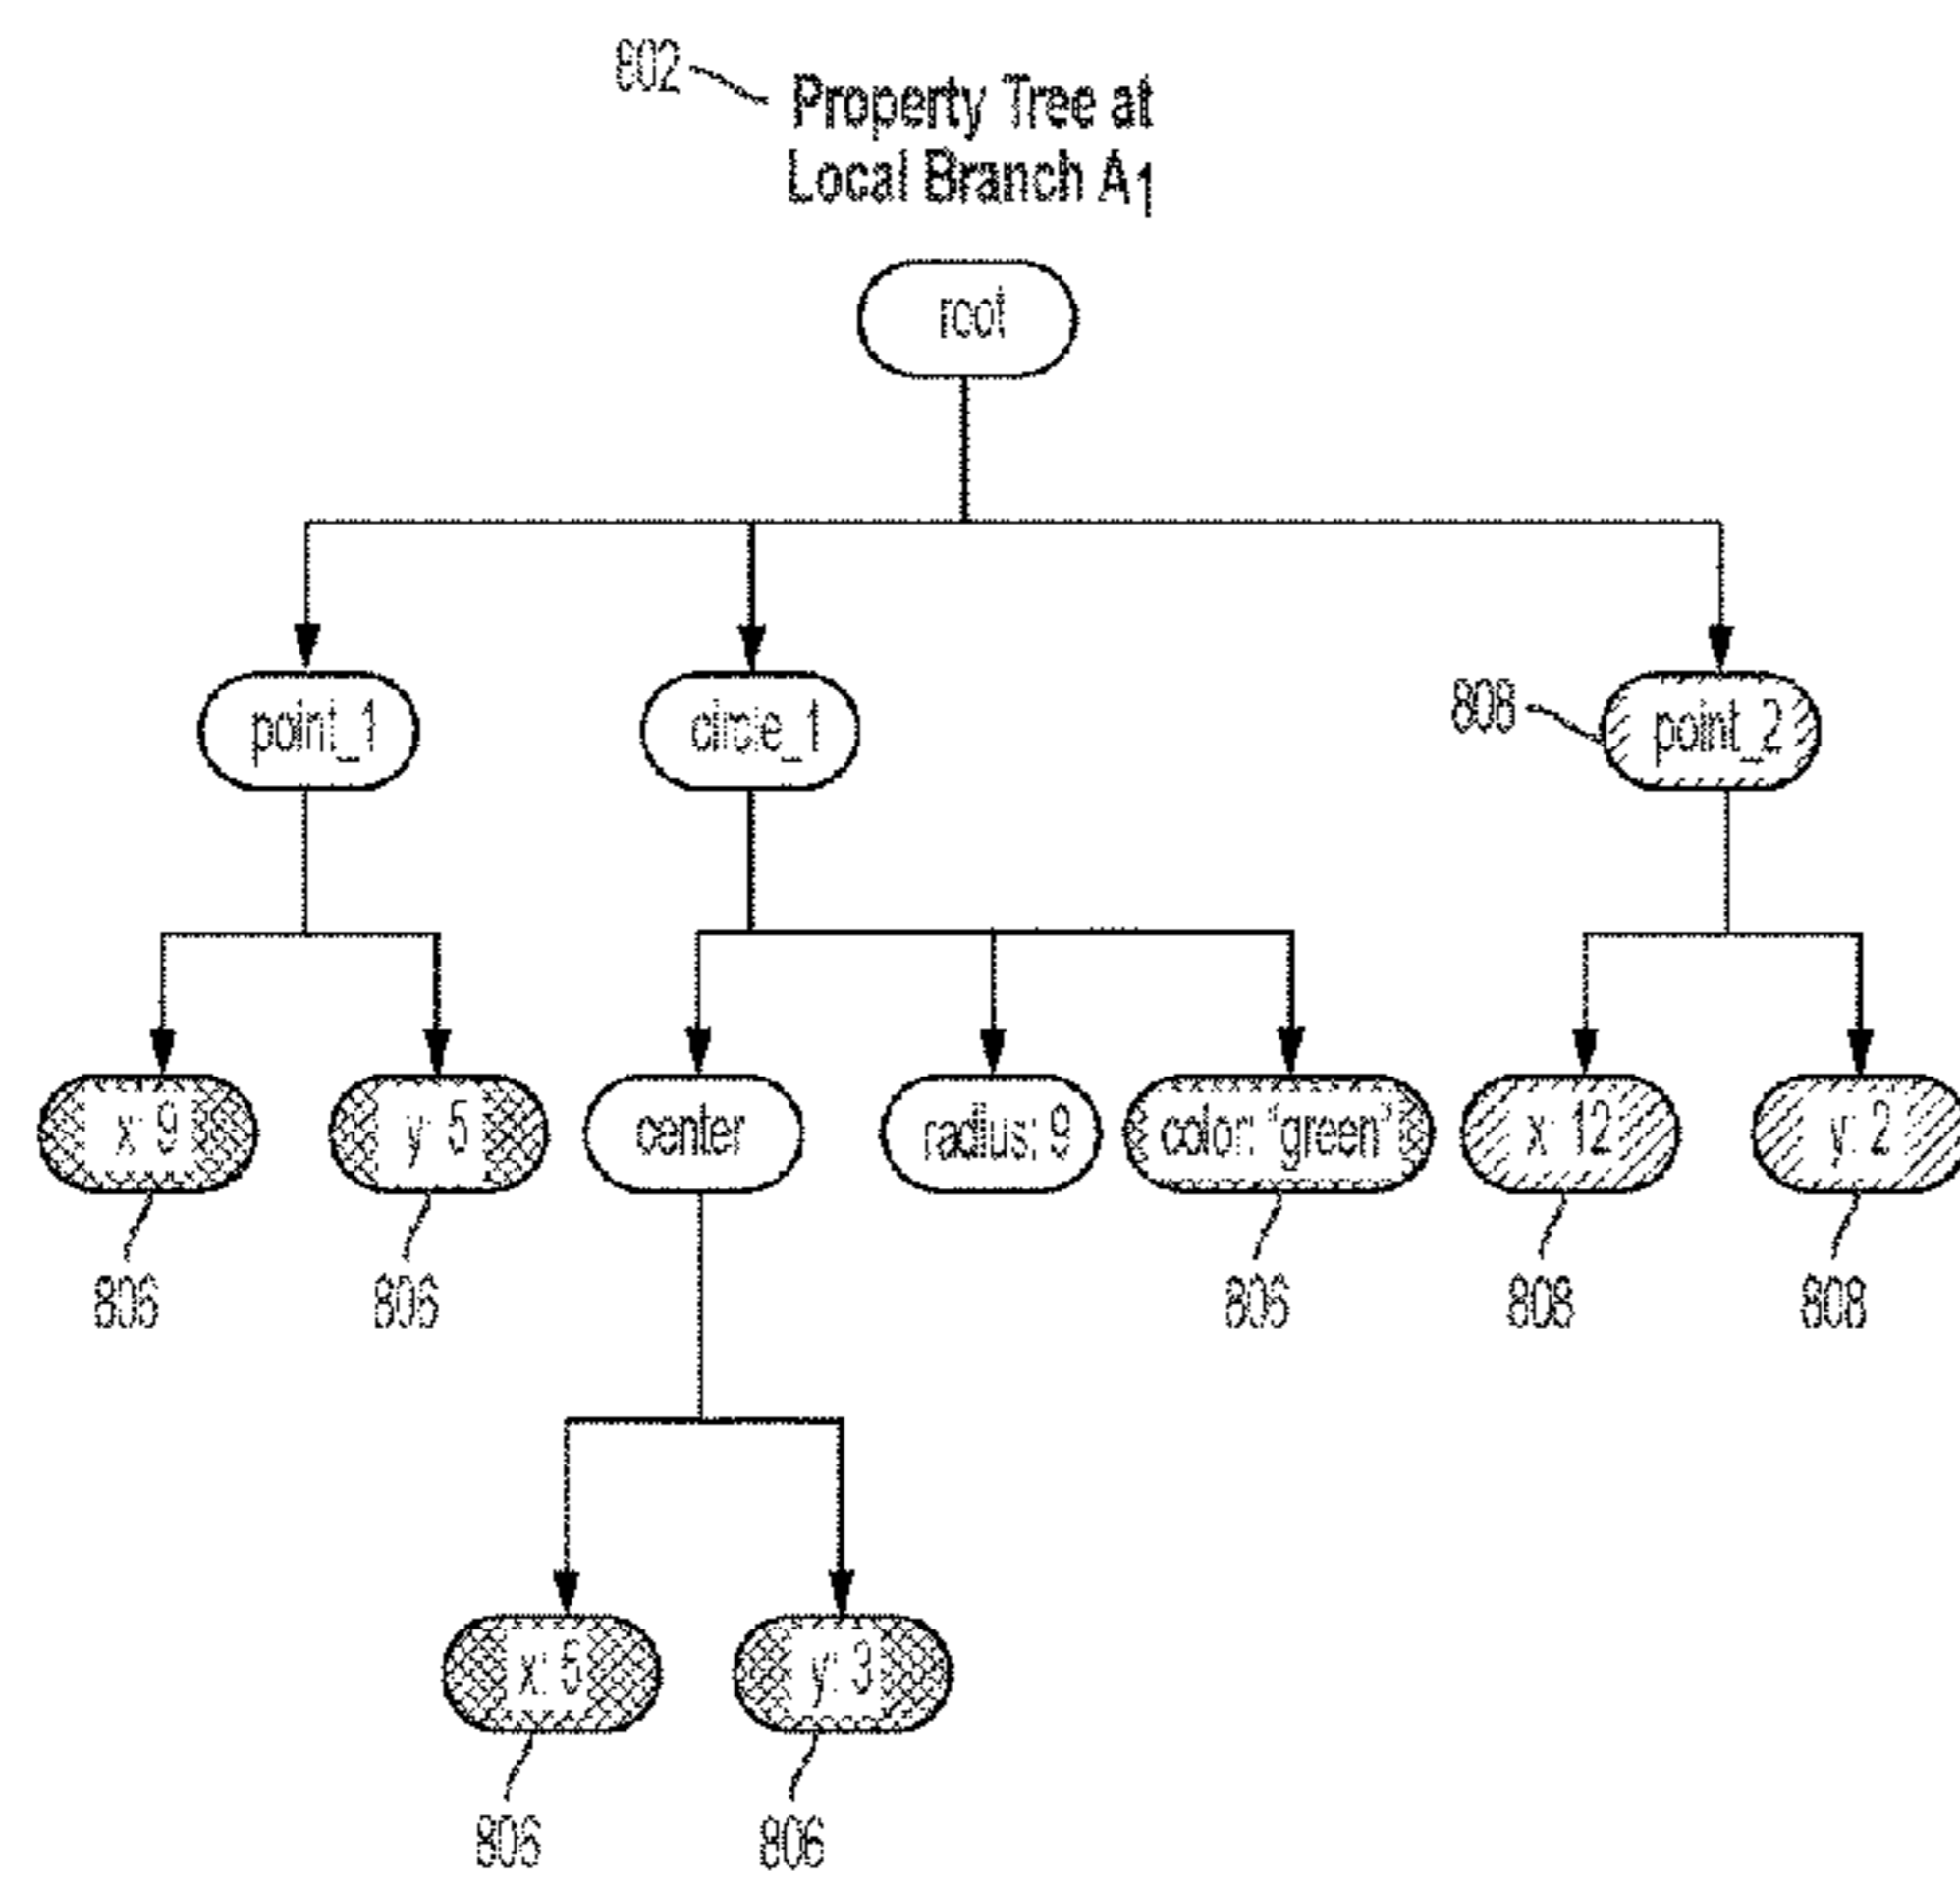 802
Property Tree at
Local Branch A1
root
point_1
circle_1
808
point_2
x: 9
y: 5
center
radius: 9
color: "green"
x: 12
y: 2
806
806
806
808
808
x: 5
y: 3
806
806